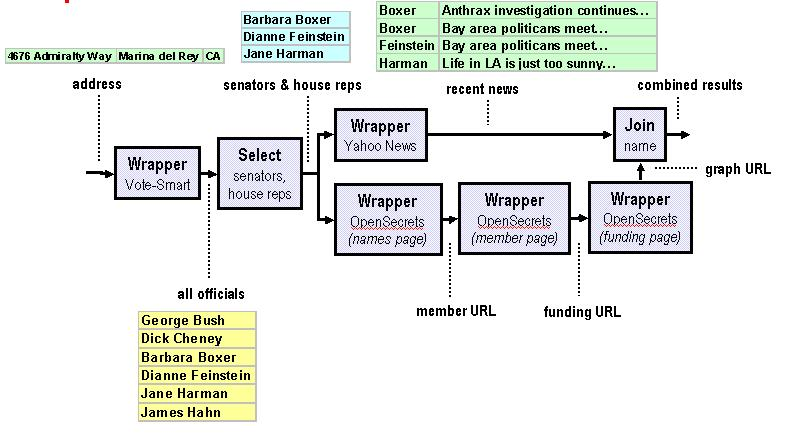 4676 Admiralty Way Marina del Rey CA
Barbara Boxer
Dianne Feinstein
Jane Harman
Boxer Anthrax investigation continues...
Boxer Bay area politicans meet...
Feinstein Bay area politicans meet...
Harman Life in LA is just too sunny...
address
senators & house reps
recent news
combined results
Wrapper
Vote-Smart
Select
senators,
house reps
Wrapper
Yahoo News
Join
name
graph URL
Wrapper
OpenSecrets
(names page)
Wrapper
OpenSecrets
(member page)
Wrapper
OpenSecrets
(funding page)
all officials
member URL
funding URL
George Bush
Dick Cheney
Barbara Boxer
Dianne Feinstein
Jane Harman
James Hahn